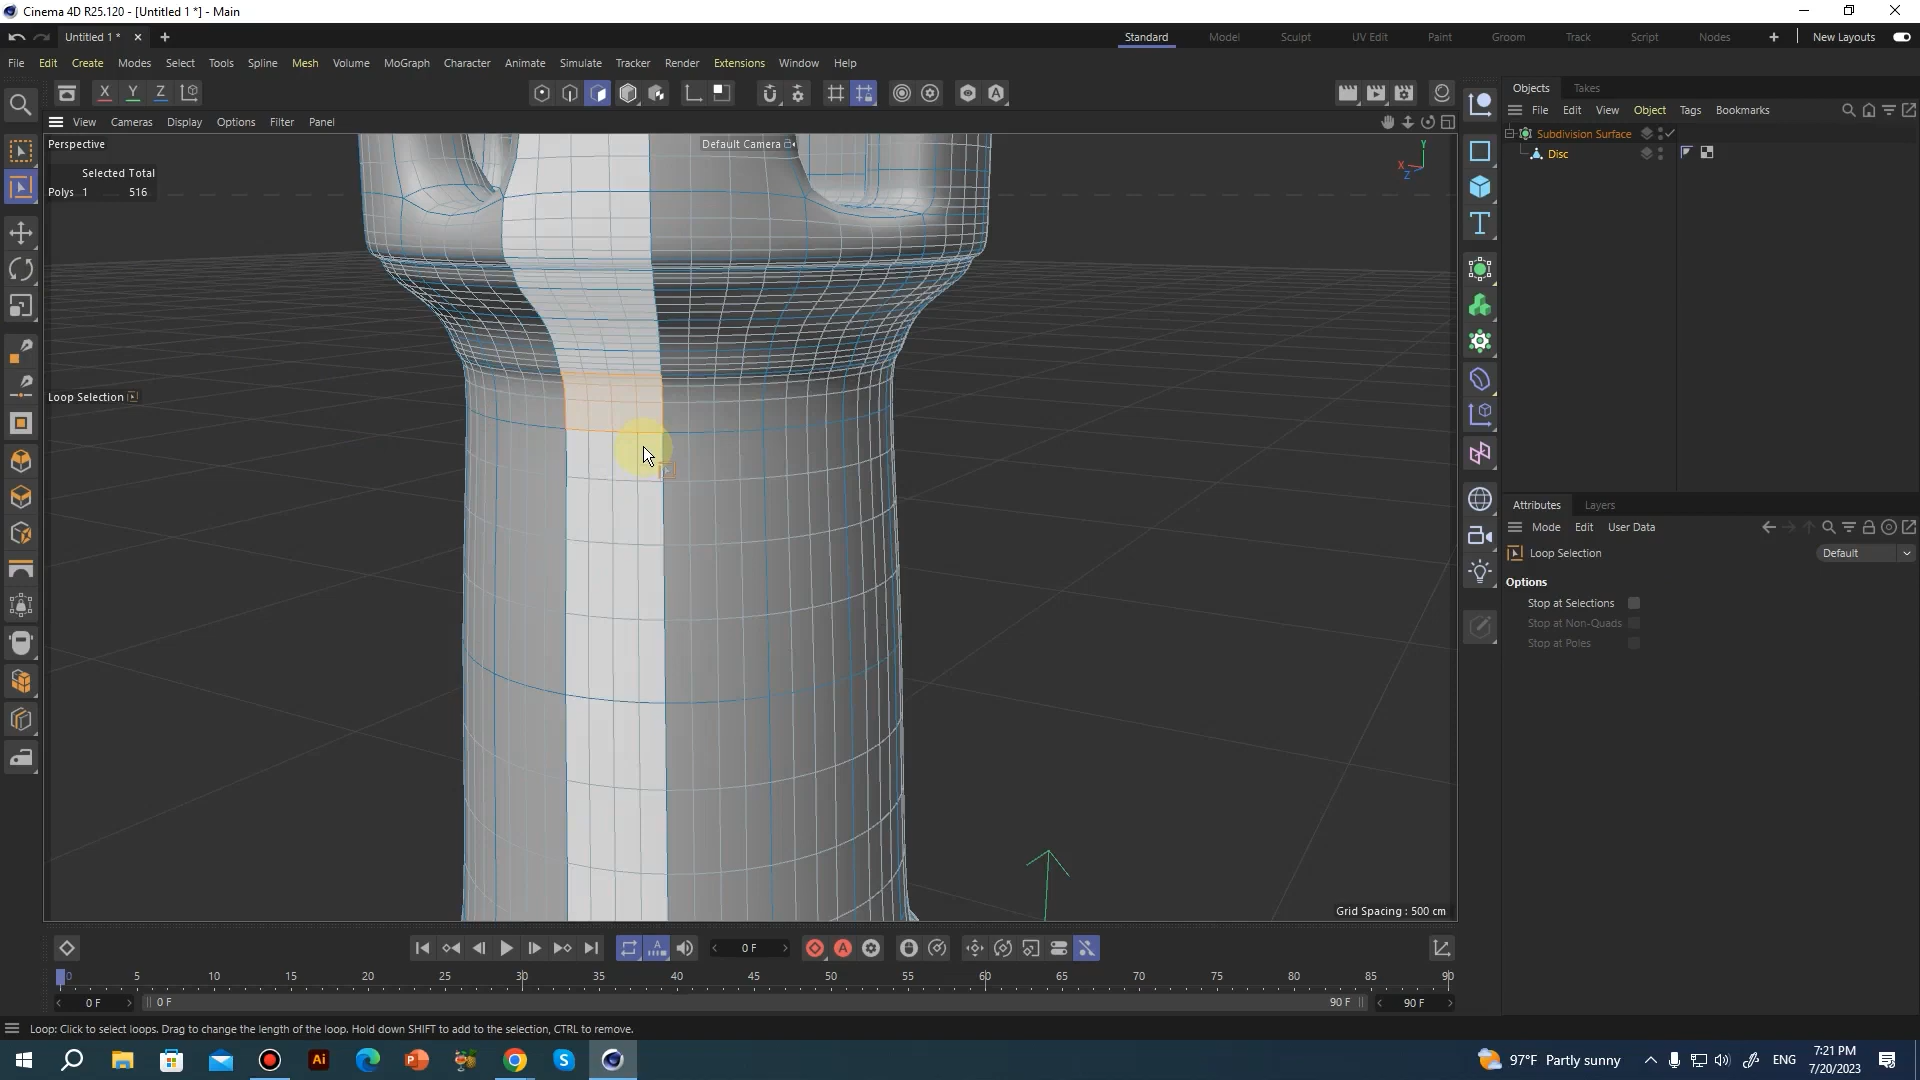 Cinema 4D R25.120 - [Untitled 1 *] - Main
Untitled 1 *
Standard Model Sculpt UV Edit Paint Groom Track Script Nodes New Layouts
File Edit Create Modes Select Tools Spline Mesh Volume MoGraph Character Animate Simulate Tracker Render Extensions Window Help
X Y Z
Objects Takes
File Edit View Object Tags Bookmarks
View Cameras Display Options Filter Panel
Subdivision Surface
Disc
Perspective
Default Camera
Y
X
Z
Selected Total
Polys 1 516
Loop Selection
Attributes Layers
Mode Edit User Data
Loop Selection
Default
Options
Stop at Selections
Stop at Non-Quads
Stop at Poles
Grid Spacing : 500 cm
0 F
0 5 10 15 20 25 30 35 40 45 50 55 60 65 70 75 80 85 90
0 F 0 F 90 F 90 F
Loop: Click to select loops. Drag to change the length of the loop. Hold down SHIFT to add to the selection, CTRL to remove.
97°F Partly sunny
ENG
7:21 PM
7/20/2023